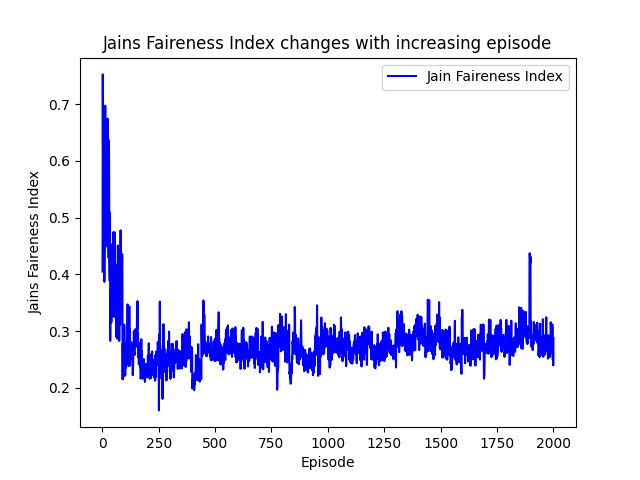 Jains Faireness Index changes with increasing episode
Jain Faireness Index
Jains Faireness Index
0.7
0.6
0.5
0.4
0.3
0.2
0 250 500 750 1000 1250 1500 1750 2000
Episode